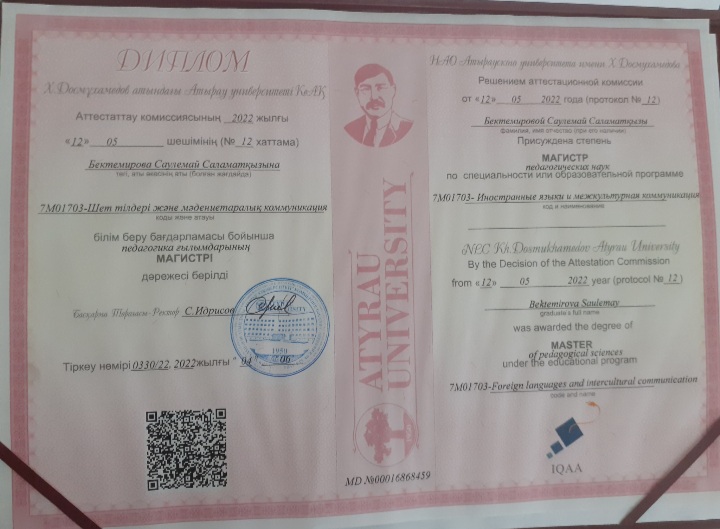 ДИПЛОМ
Х.Досмұхамедов атындағы Атырау университеті КеАҚ
Аттестаттау комиссиясының 2022 жылғы
«12» 05 шешімінің (№ 12 хаттама)
Бектемирова Саулемай Саламатқызына
тегі, аты әкесінің аты (болған жағдайда)
7М01703-Шет тілдері және мәдениетаралық коммуникация
коды және атауы
білім беру бағдарламасы бойынша
педагогика ғылымдарының
МАГИСТРІ
дәрежесі берілді
Басқарма Төрағасы-Ректор С.Идрисов
1950
Тіркеу нөмірі 0330/22, 2022 жылғы "04" 06
ATYRAU
UNIVERSITY
MD №00016868459
НАО Атырауский университет имени Х.Досмухамедова
Решением аттестационной комиссии
от «12» 05 2022 года (протокол № 12)
Бектемировой Саулемай Саламатқызы
фамилия, имя отчество (при его наличии)
Присуждена степень
МАГИСТР
педагогических наук
по специальности или образовательной программе
7М01703- Иностранные языки и межкультурная коммуникация
код и наименование
NLC Kh.Dosmukhamedov Atyrau University
By the Decision of the Attestation Commission
from «12» 05 2022 year (protocol № 12)
Bektemirova Saulemay
graduate's full name
was awarded the degree of
MASTER
of pedagogical sciences
under the educational program
7M01703-Foreign languages and intercultural communication
code and name
IQAA